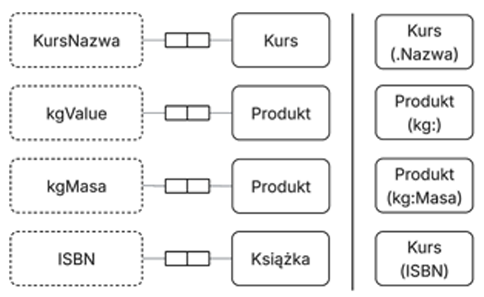 KursNazwa
Kurs
Kurs
(.Nazwa)
kgValue
Produkt
Produkt
(kg:)
kgMasa
Produkt
Produkt
(kg:Masa)
ISBN
Książka
Kurs
(ISBN)